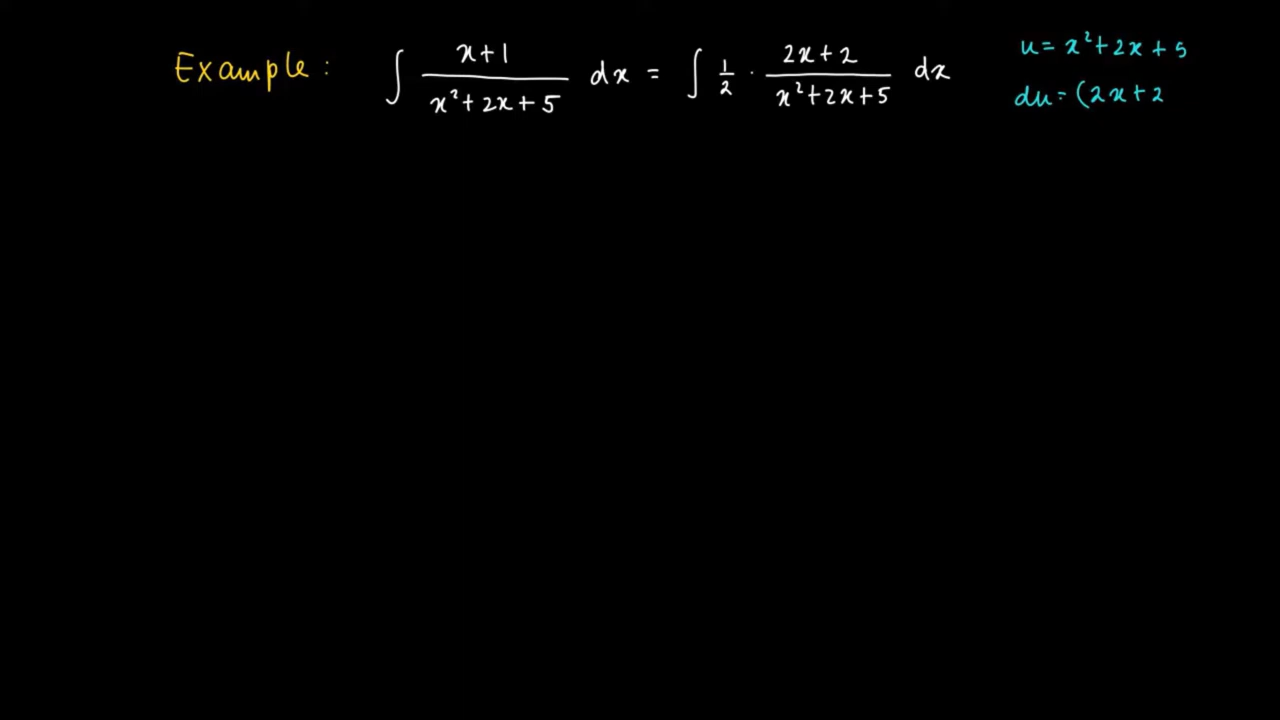 Example: ∫ (x+1)/(x²+2x+5) dx = ∫ 1/2 · (2x+2)/(x²+2x+5) dx
u = x²+2x+5
du = (2x+2